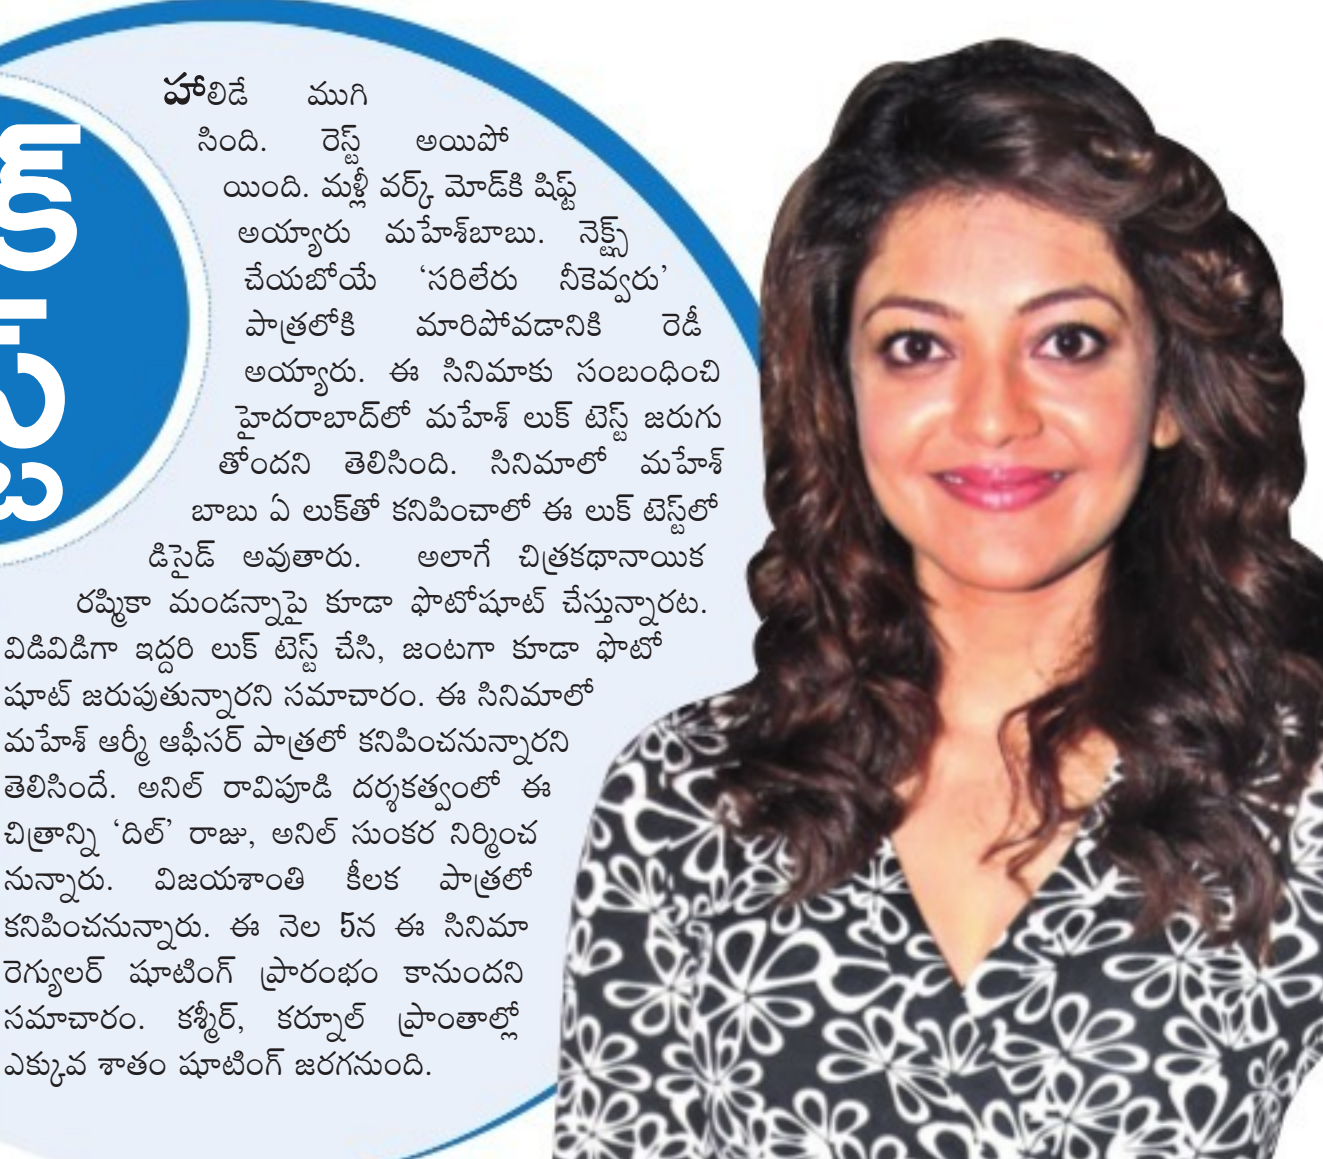 హాలిడే ముగి
సింది. రెస్ట్ అయిపో
యింది. మళ్లీ వర్క్ మోడ్‌కి షిఫ్ట్
అయ్యారు మహేశ్‌బాబు. నెక్ట్స్
చేయబోయే ‘సరిలేరు నీకెవ్వరు’
పాత్రలోకి మారిపోవడానికి రెడీ
అయ్యారు. ఈ సినిమాకు సంబంధించి
హైదరాబాద్‌లో మహేశ్ లుక్ టెస్ట్ జరుగు
తోందని తెలిసింది. సినిమాలో మహేశ్
బాబు ఏ లుక్‌తో కనిపించాలో ఈ లుక్ టెస్ట్‌లో
డిసైడ్ అవుతారు. అలాగే చిత్రకథానాయిక
రష్మికా మండన్నాపై కూడా ఫొటోషూట్ చేస్తున్నారట.
విడివిడిగా ఇద్దరి లుక్ టెస్ట్ చేసి, జంటగా కూడా ఫొటో
షూట్ జరుపుతున్నారని సమాచారం. ఈ సినిమాలో
మహేశ్ ఆర్మీ ఆఫీసర్ పాత్రలో కనిపించనున్నారని
తెలిసిందే. అనిల్ రావిపూడి దర్శకత్వంలో ఈ
చిత్రాన్ని ‘దిల్’ రాజు, అనిల్ సుంకర నిర్మించ
నున్నారు. విజయశాంతి కీలక పాత్రలో
కనిపించనున్నారు. ఈ నెల 5న ఈ సినిమా
రెగ్యులర్ షూటింగ్ ప్రారంభం కానుందని
సమాచారం. కశ్మీర్, కర్నూల్ ప్రాంతాల్లో
ఎక్కువ శాతం షూటింగ్ జరగనుంది.